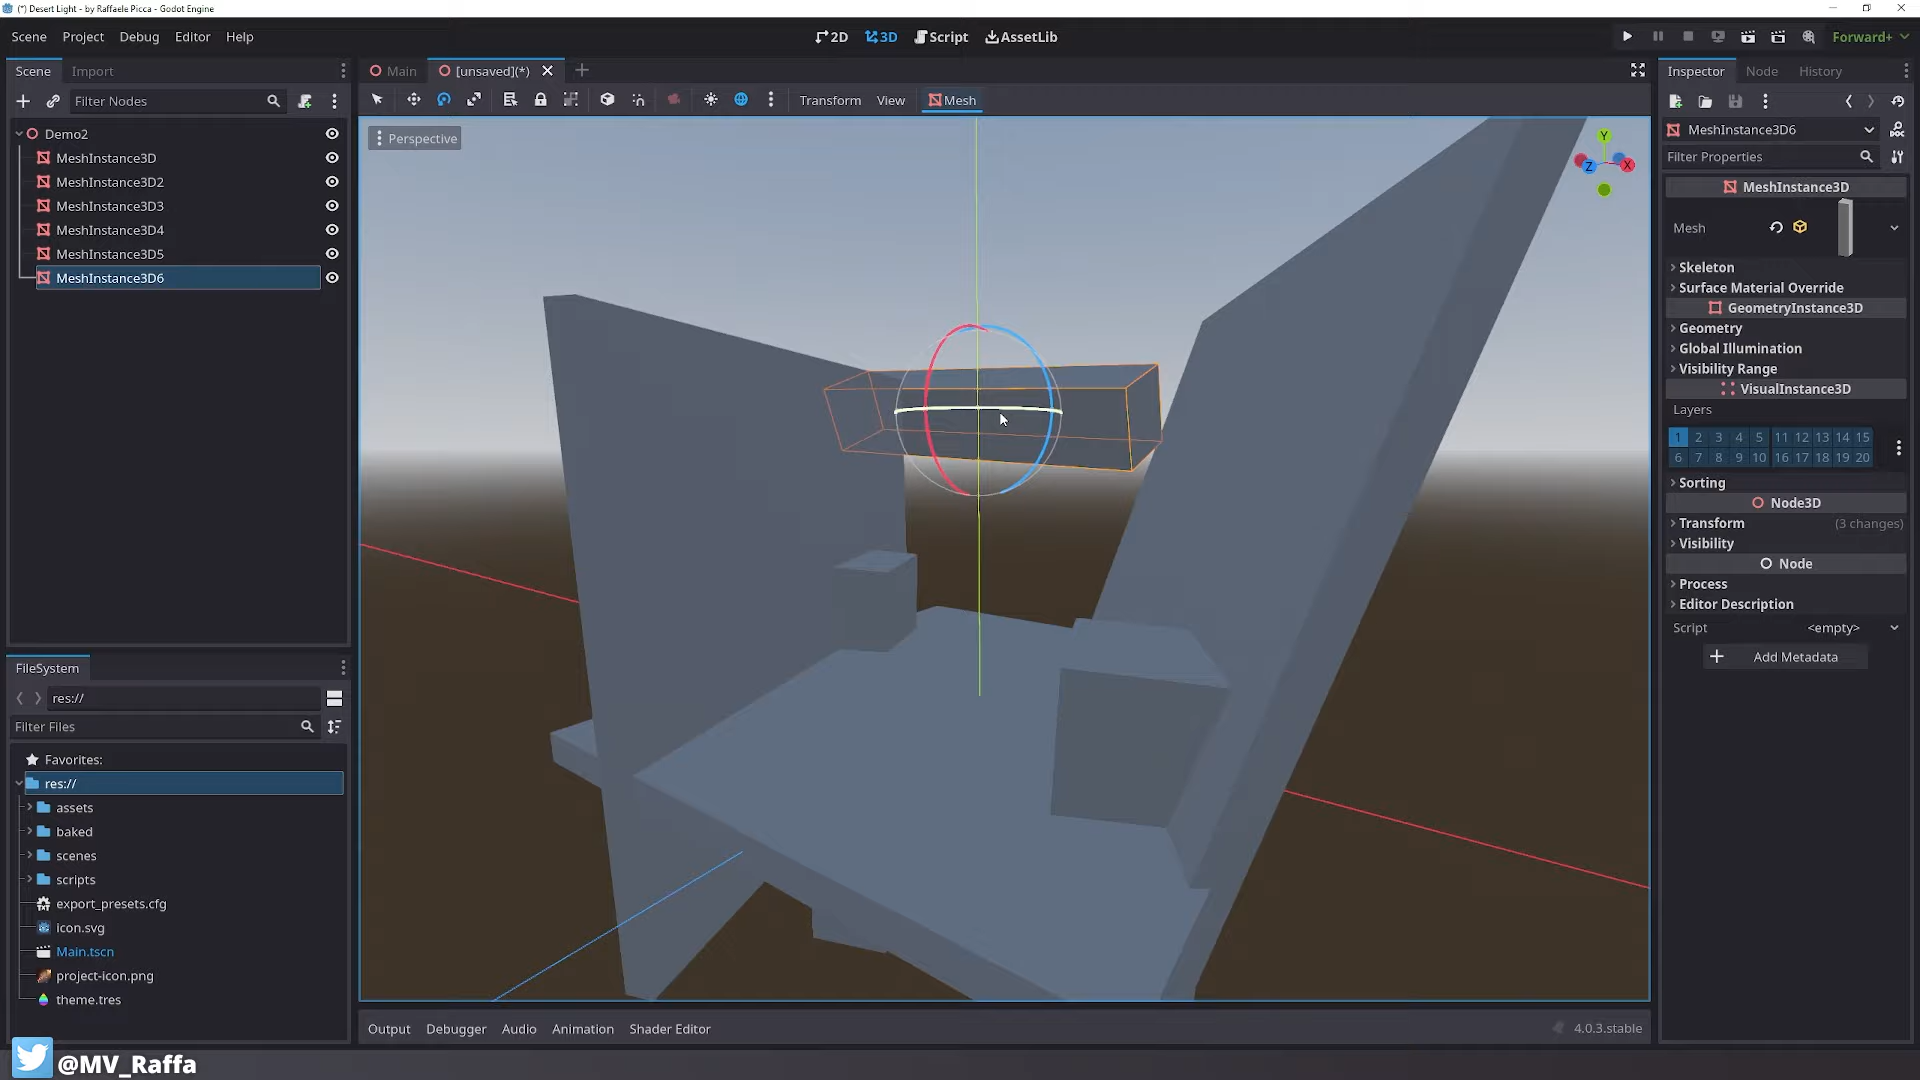 (*) Desert Light - by Raffaele Picca - Godot Engine
Scene Project Debug Editor Help
2D 3D Script AssetLib
Forward+
Scene Import
Filter Nodes
Demo2
MeshInstance3D
MeshInstance3D2
MeshInstance3D3
MeshInstance3D4
MeshInstance3D5
MeshInstance3D6
FileSystem
res://
Filter Files
Favorites:
res://
assets
baked
scenes
scripts
export_presets.cfg
icon.svg
Main.tscn
project-icon.png
theme.tres
@MV_Raffa
Main [unsaved](*)
Transform View Mesh
Perspective
Y
Z X
Output Debugger Audio Animation Shader Editor
4.0.3.stable
Inspector Node History
MeshInstance3D6
Filter Properties
MeshInstance3D
Mesh
Skeleton
Surface Material Override
GeometryInstance3D
Geometry
Global Illumination
Visibility Range
VisualInstance3D
Layers
1 2 3 4 5 11 12 13 14 15
6 7 8 9 10 16 17 18 19 20
Sorting
Node3D
Transform (3 changes)
Visibility
Node
Process
Editor Description
Script <empty>
Add Metadata